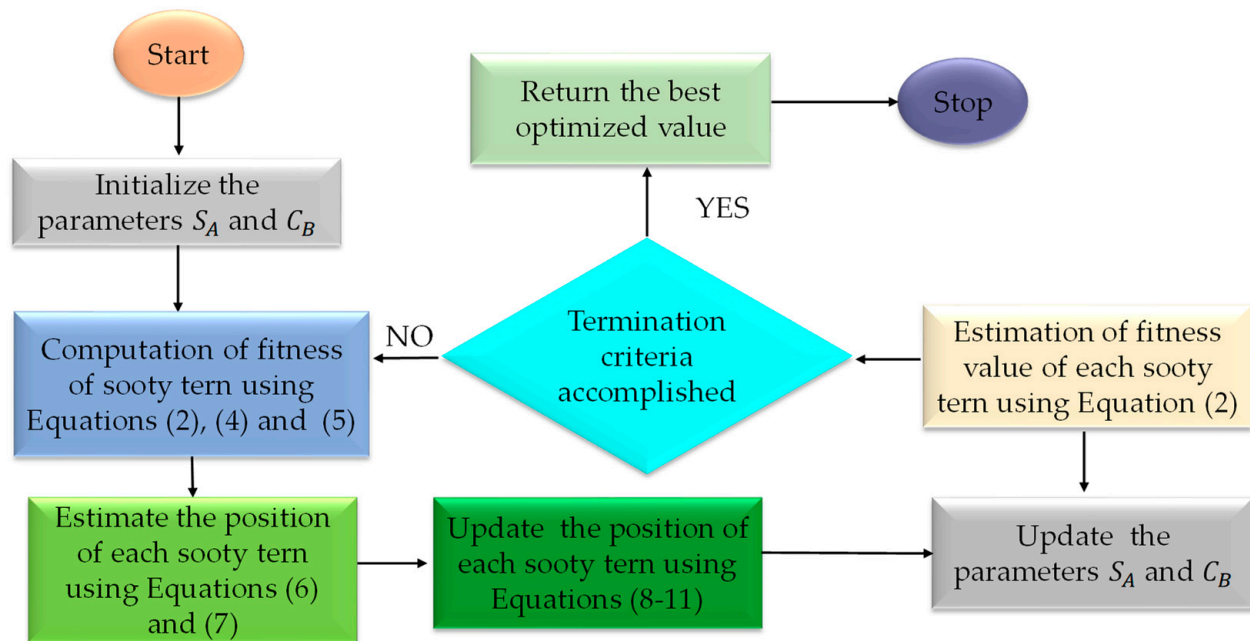 Start
Return the best
optimized value
Stop
Initialize the
parameters S_A and C_B
YES
NO
Computation of fitness
of sooty tern using
Equations (2), (4) and (5)
Termination
criteria
accomplished
Estimation of fitness
value of each sooty
tern using Equation (2)
Estimate the position
of each sooty tern
using Equations (6)
and (7)
Update the position of
each sooty tern using
Equations (8-11)
Update the
parameters S_A and C_B